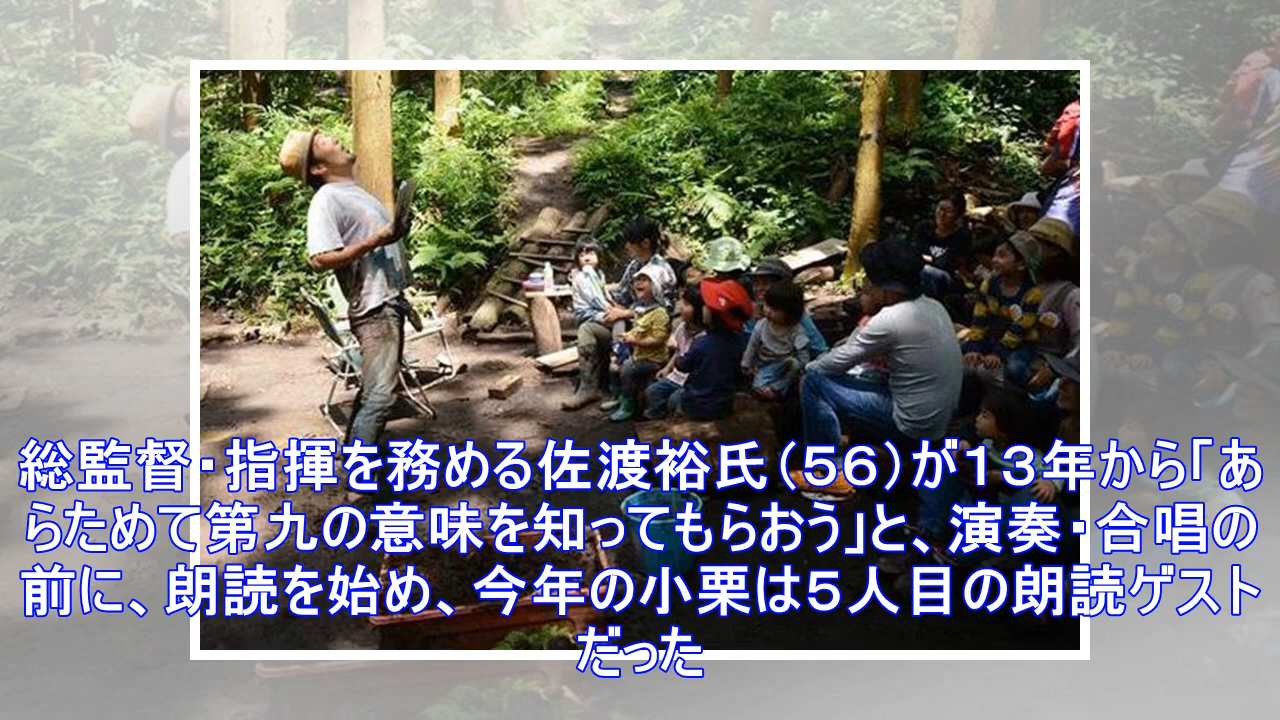 総監督・指揮を務める佐渡裕氏（５６）が１３年から「あ
らためて第九の意味を知ってもらおう」と、演奏・合唱の
前に、朗読を始め、今年の小栗は５人目の朗読ゲスト
だった